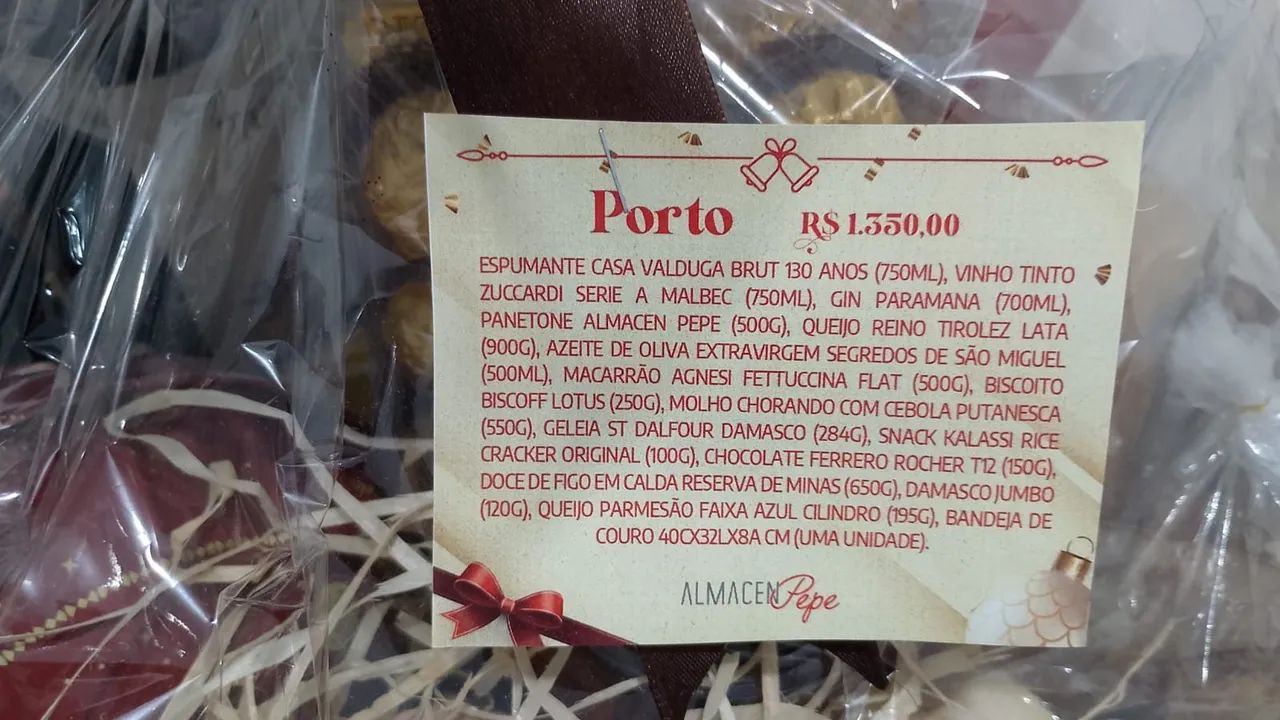 Porto R$ 1.350,00
ESPUMANTE CASA VALDUGA BRUT 130 ANOS (750ML), VINHO TINTO
ZUCCARDI SERIE A MALBEC (750ML), GIN PARAMANA (700ML),
PANETONE ALMACEN PEPE (500G), QUEIJO REINO TIROLEZ LATA
(900G), AZEITE DE OLIVA EXTRAVIRGEM SEGREDOS DE SÃO MIGUEL
(500ML), MACARRÃO AGNESI FETTUCCINA FLAT (500G), BISCOITO
BISCOFF LOTUS (250G), MOLHO CHORANDO COM CEBOLA PUTANESCA
(550G), GELEIA ST DALFOUR DAMASCO (284G), SNACK KALASSI RICE
CRACKER ORIGINAL (100G), CHOCOLATE FERRERO ROCHER T12 (150G),
DOCE DE FIGO EM CALDA RESERVA DE MINAS (650G), DAMASCO JUMBO
(120G), QUEIJO PARMESÃO FAIXA AZUL CILINDRO (195G), BANDEJA DE
COURO 40CX32LX8A CM (UMA UNIDADE).
ALMACEN Pepe